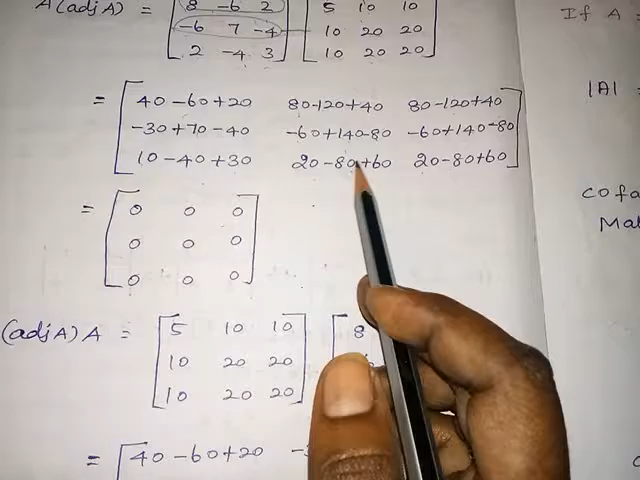 A(adj A) = [ 8 -6 2 [ 5 10 10
-6 7 -4 10 20 20
2 -4 3 ] 10 20 20
= [ 40 -60+20 80-120+40 80-120+40 ]
-30+70-40 -60+140-80 -60+140-80
10-40+30 20-80+60 20-80+60
= [ 0 0 0 ]
0 0 0
0 0 0
(adj A) A = [ 5 10 10 ] [ 8
10 20 20
10 20 20
= [ 40 -60+20
If A =
|A| =
Cofa
Mat